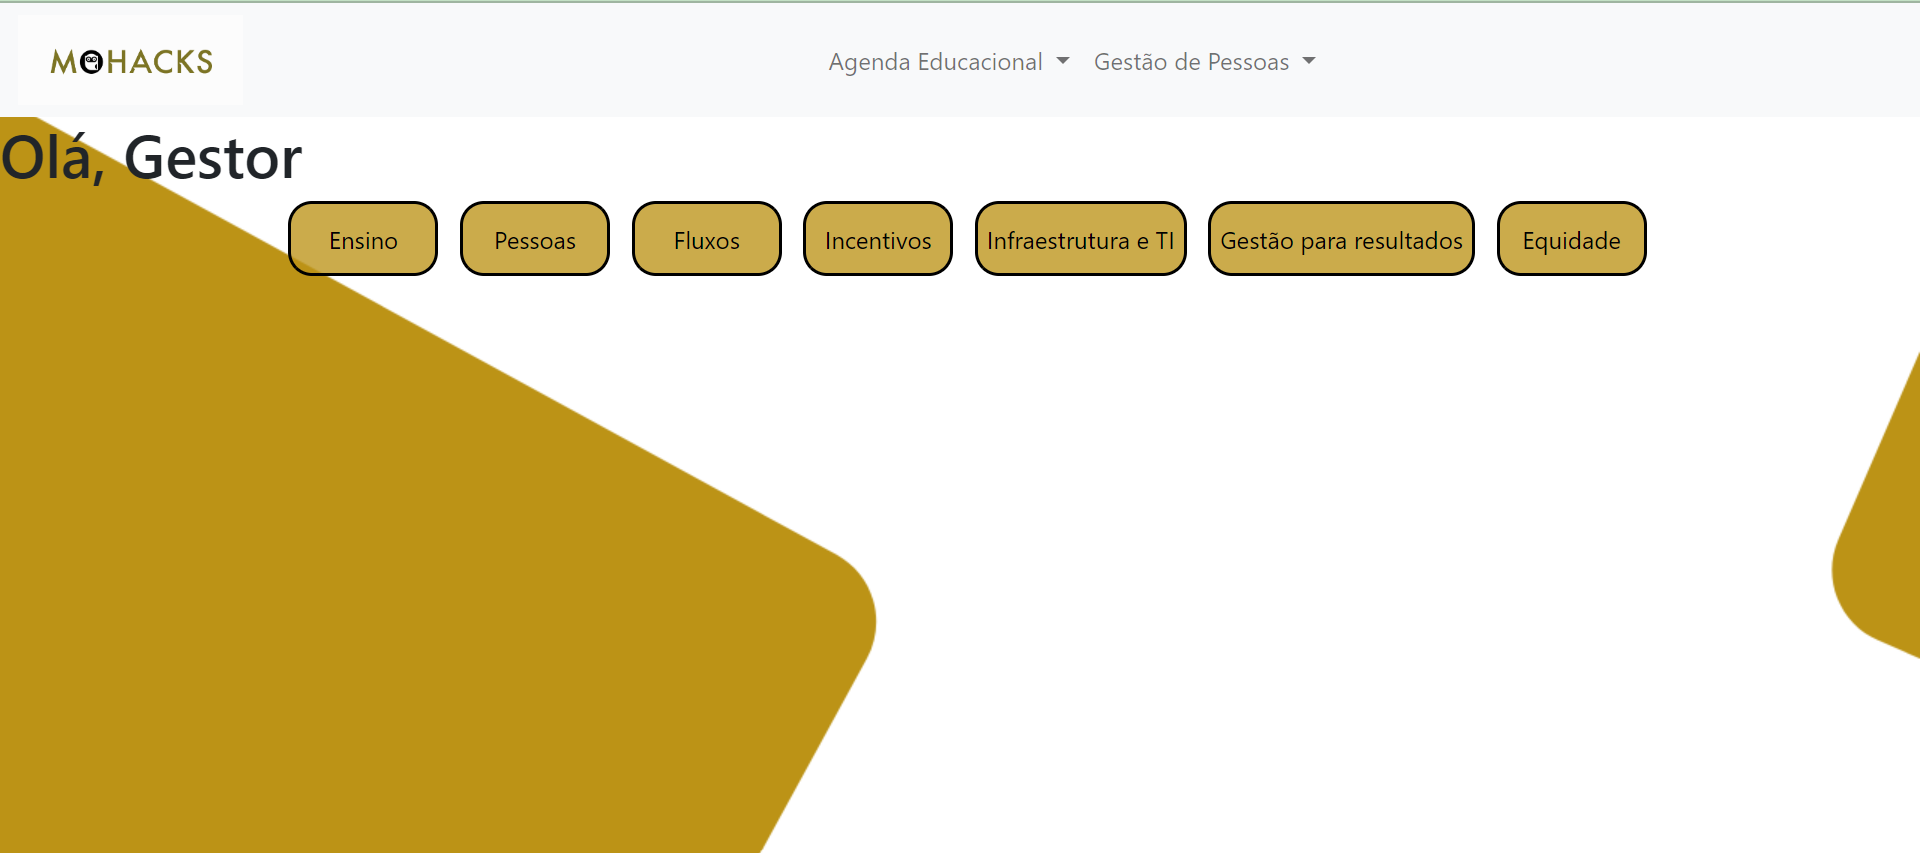 MOHACKS
Agenda Educacional Gestão de Pessoas
Olá, Gestor
Ensino Pessoas Fluxos Incentivos Infraestrutura e TI Gestão para resultados Equidade